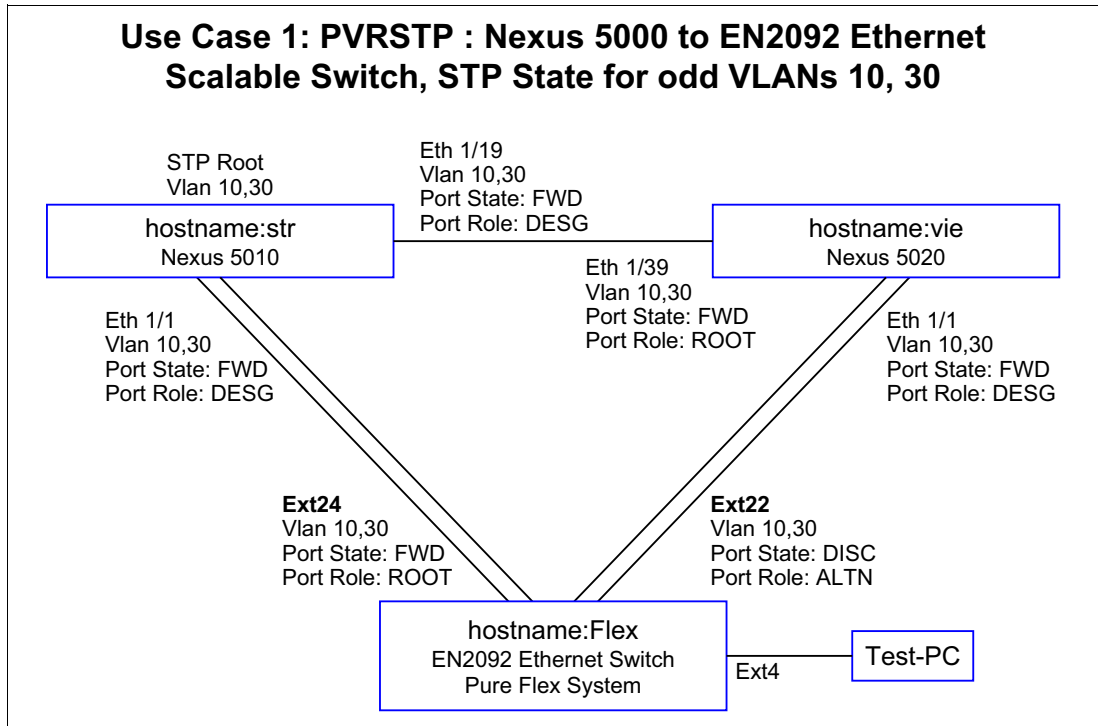 Use Case 1: PVRSTP : Nexus 5000 to EN2092 Ethernet
Scalable Switch, STP State for odd VLANs 10, 30
STP Root
Vlan 10,30
Eth 1/19
Vlan 10,30
Port State: FWD
Port Role: DESG
hostname:str
Nexus 5010
hostname:vie
Nexus 5020
Eth 1/39
Vlan 10,30
Port State: FWD
Port Role: ROOT
Eth 1/1
Vlan 10,30
Port State: FWD
Port Role: DESG
Eth 1/1
Vlan 10,30
Port State: FWD
Port Role: DESG
Ext24
Vlan 10,30
Port State: FWD
Port Role: ROOT
Ext22
Vlan 10,30
Port State: DISC
Port Role: ALTN
hostname:Flex
EN2092 Ethernet Switch
Pure Flex System
Ext4
Test-PC